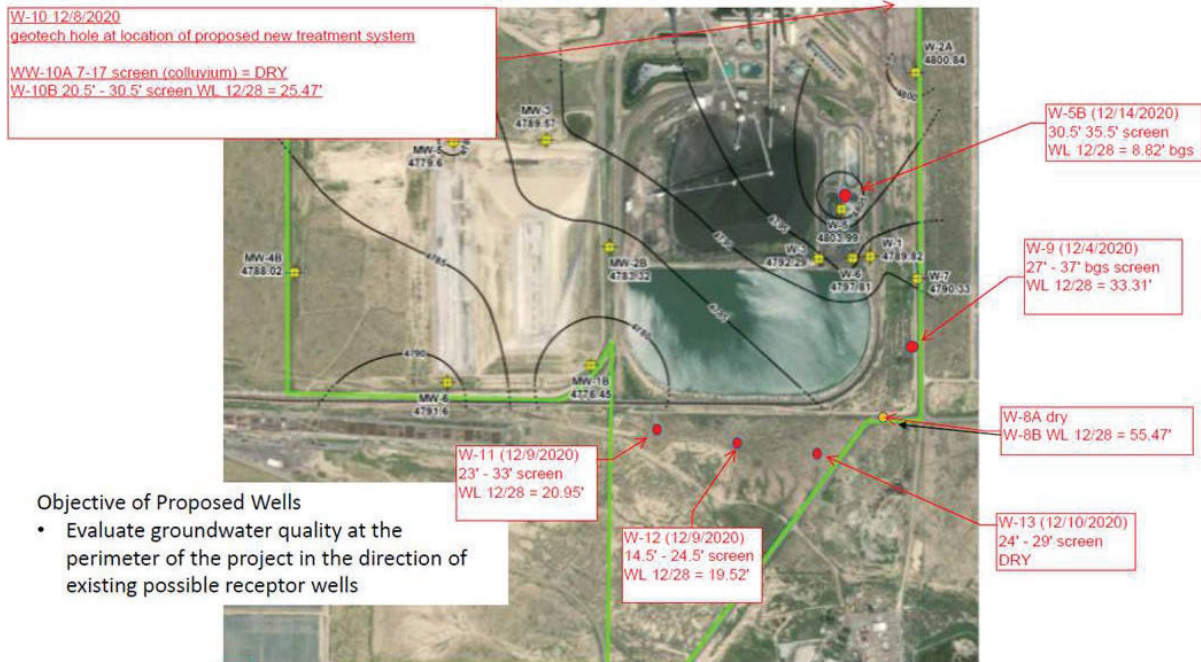 W-10 12/8/2020
geotech hole at location of proposed new treatment system
WW-10A 7-17 screen (colluvium) = DRY
W-10B 20.5' - 30.5' screen WL 12/28 = 25.47'
W-2A
4800.84
4800
W-5B (12/14/2020)
30.5' 35.5' screen
WL 12/28 = 8.82' bgs
MW-3
4789.57
MW-5
4779.6
W-5
4803.99
4795
4790
W-3
4792.29
W-1
4789.82
W-6
4797.81
W-7
4790.33
W-9 (12/4/2020)
27' - 37' bgs screen
WL 12/28 = 33.31'
MW-4B
4788.02
4785
MW-2B
4783.32
4785
4780
4790
MW-1B
4776.45
MW-6
4791.6
W-8A dry
W-8B WL 12/28 = 55.47'
W-11 (12/9/2020)
23' - 33' screen
WL 12/28 = 20.95'
W-12 (12/9/2020)
14.5' - 24.5' screen
WL 12/28 = 19.52'
W-13 (12/10/2020)
24' - 29' screen
DRY
Objective of Proposed Wells
• Evaluate groundwater quality at the
perimeter of the project in the direction of
existing possible receptor wells